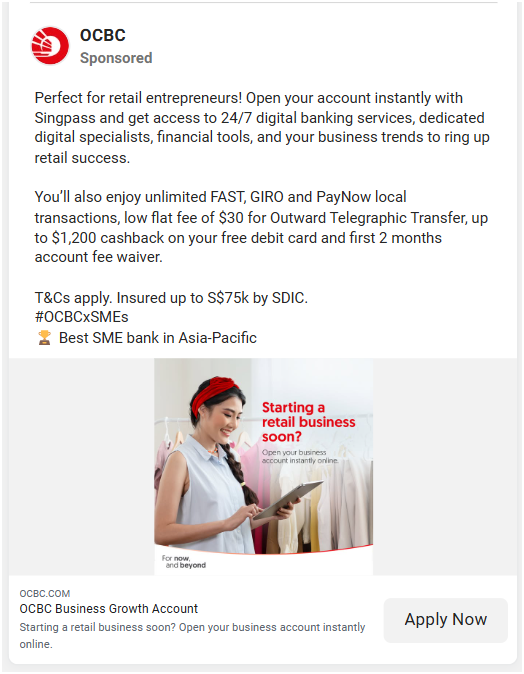 OCBC
Sponsored
Perfect for retail entrepreneurs! Open your account instantly with
Singpass and get access to 24/7 digital banking services, dedicated
digital specialists, financial tools, and your business trends to ring up
retail success.
You’ll also enjoy unlimited FAST, GIRO and PayNow local
transactions, low flat fee of $30 for Outward Telegraphic Transfer, up
to $1,200 cashback on your free debit card and first 2 months
account fee waiver.
T&Cs apply. Insured up to S$75k by SDIC.
#OCBCxSMEs
🏆 Best SME bank in Asia-Pacific
Starting a
retail business
soon?
Open your business
account instantly online.
For now,
and beyond
OCBC.COM
OCBC Business Growth Account
Starting a retail business soon? Open your business account instantly
online.
Apply Now